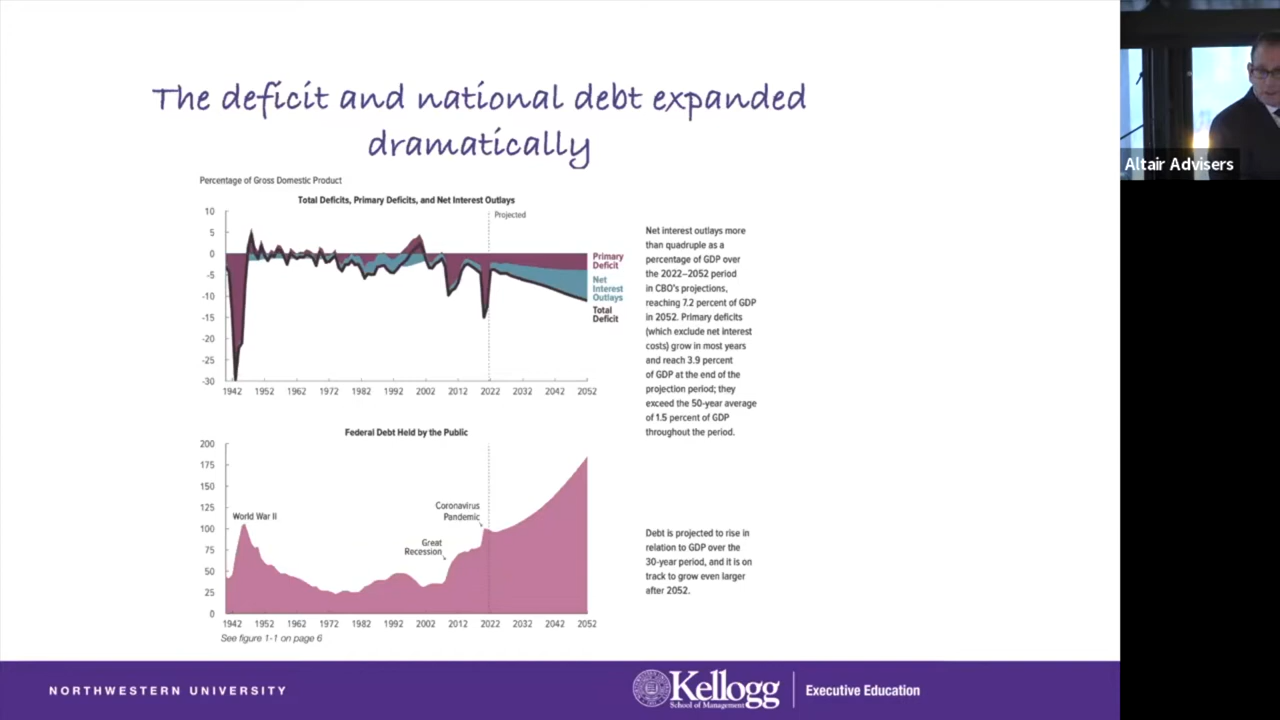 The deficit and national debt expanded
dramatically
Percentage of Gross Domestic Product
Total Deficits, Primary Deficits, and Net Interest Outlays
Projected
10
5
0
-5
-10
-15
-20
-25
-30
Primary
Deficit
Net
Interest
Outlays
Total
Deficit
1942 1952 1962 1972 1982 1992 2002 2012 2022 2032 2042 2052
Net interest outlays more
than quadruple as a
percentage of GDP over
the 2022–2052 period
in CBO's projections,
reaching 7.2 percent of GDP
in 2052. Primary deficits
(which exclude net interest
costs) grow in most years
and reach 3.9 percent
of GDP at the end of the
projection period; they
exceed the 50-year average
of 1.5 percent of GDP
throughout the period.
Federal Debt Held by the Public
200
175
150
125
100
75
50
25
0
World War II
Great
Recession
Coronavirus
Pandemic
1942 1952 1962 1972 1982 1992 2002 2012 2022 2032 2042 2052
Debt is projected to rise in
relation to GDP over the
30-year period, and it is on
track to grow even larger
after 2052.
See figure 1-1 on page 6
NORTHWESTERN UNIVERSITY
Kellogg
School of Management
Executive Education
Altair Advisers